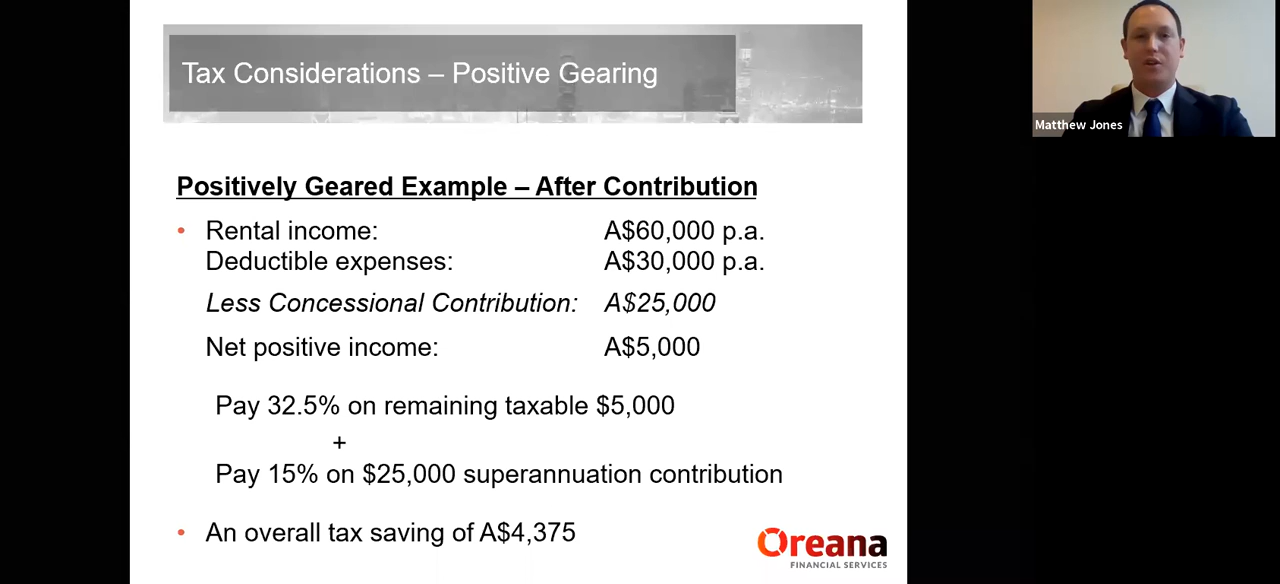 Tax Considerations – Positive Gearing
Matthew Jones
Positively Geared Example – After Contribution
• Rental income: A$60,000 p.a.
Deductible expenses: A$30,000 p.a.
Less Concessional Contribution: A$25,000
Net positive income: A$5,000
Pay 32.5% on remaining taxable $5,000
+
Pay 15% on $25,000 superannuation contribution
• An overall tax saving of A$4,375
Oreana
FINANCIAL SERVICES